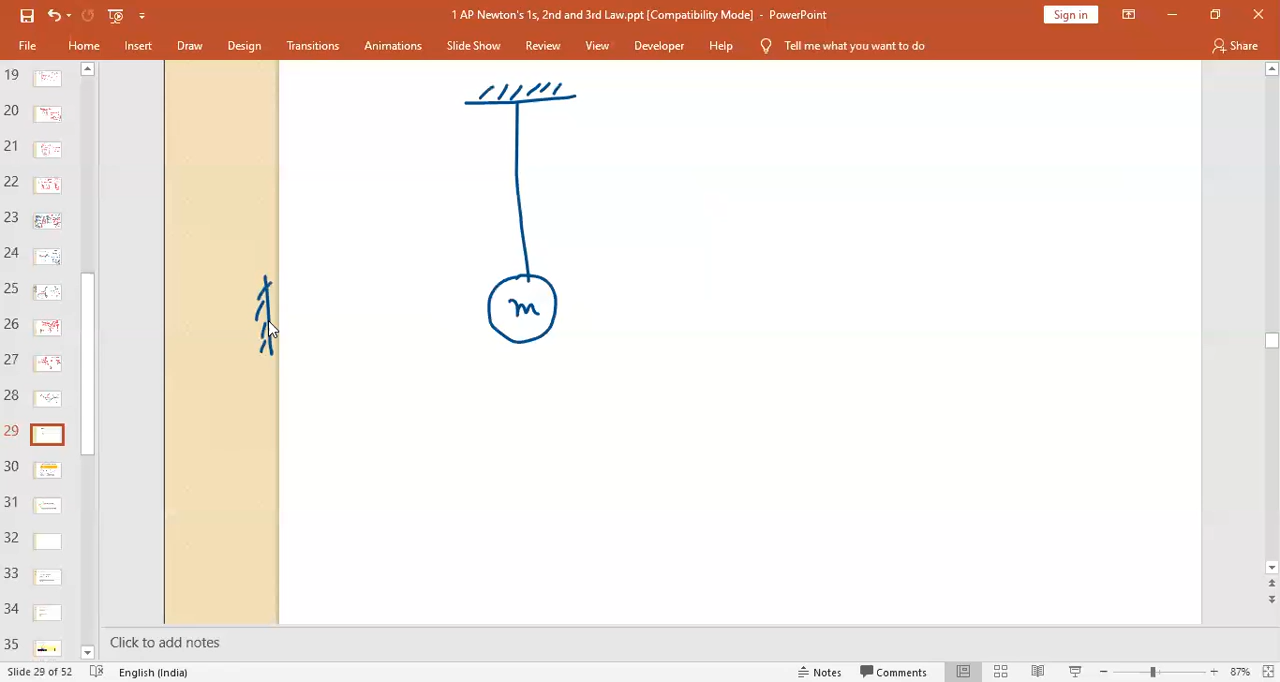 1 AP Newton's 1s, 2nd and 3rd Law.ppt [Compatibility Mode] - PowerPoint
Sign in
File Home Insert Draw Design Transitions Animations Slide Show Review View Developer Help Tell me what you want to do Share
19
20
21
22
23
24
25
26
27
28
29
30
31
32
33
34
35
m
Click to add notes
Slide 29 of 52 English (India) Notes Comments 87%